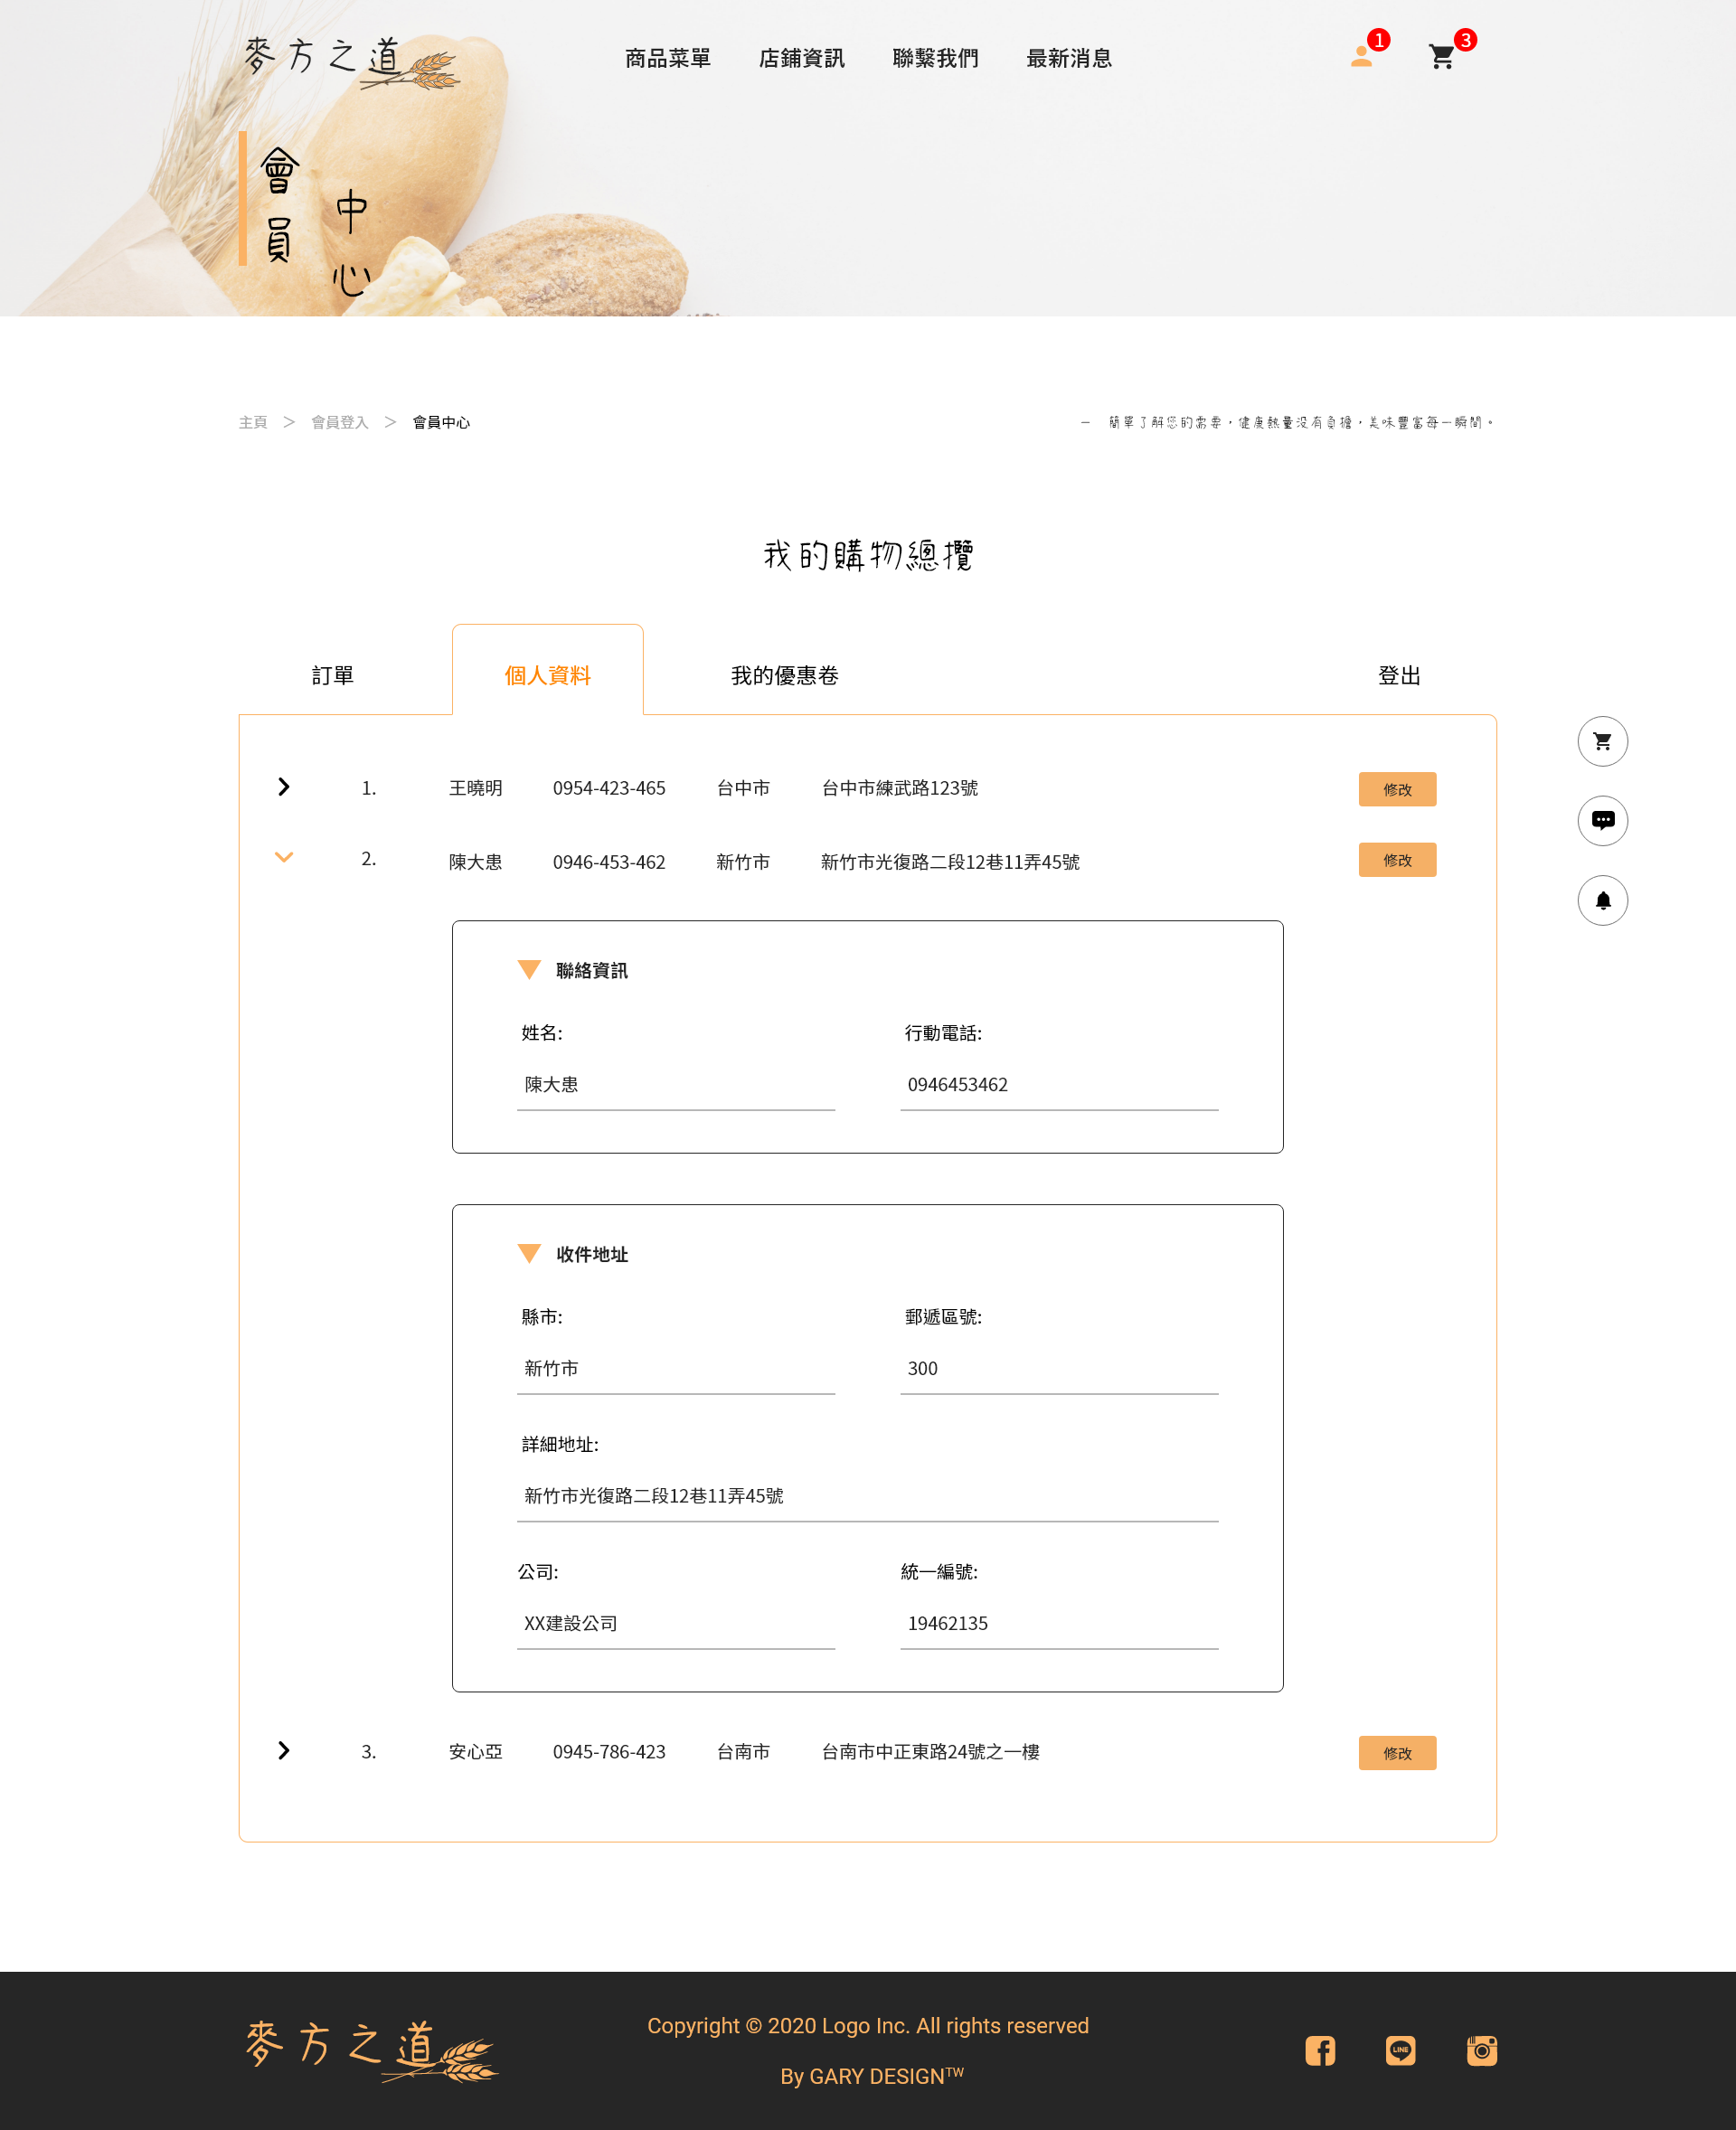 麥方之道
商品菜單 店鋪資訊 聯繫我們 最新消息
1
3
會員
中心
主頁 > 會員登入 > 會員中心
— 簡單了解您的需要，健康熱量沒有負擔，美味豐富每一瞬間。
我的購物總攬
訂單 個人資料 我的優惠卷 登出
1. 王曉明 0954-423-465 台中市 台中市練武路123號 修改
2. 陳大患 0946-453-462 新竹市 新竹市光復路二段12巷11弄45號 修改
聯絡資訊
姓名: 行動電話:
陳大患 0946453462
收件地址
縣市: 郵遞區號:
新竹市 300
詳細地址:
新竹市光復路二段12巷11弄45號
公司: 統一編號:
XX建設公司 19462135
3. 安心亞 0945-786-423 台南市 台南市中正東路24號之一樓 修改
麥方之道
Copyright © 2020 Logo Inc. All rights reserved
By GARY DESIGNTW
LINE